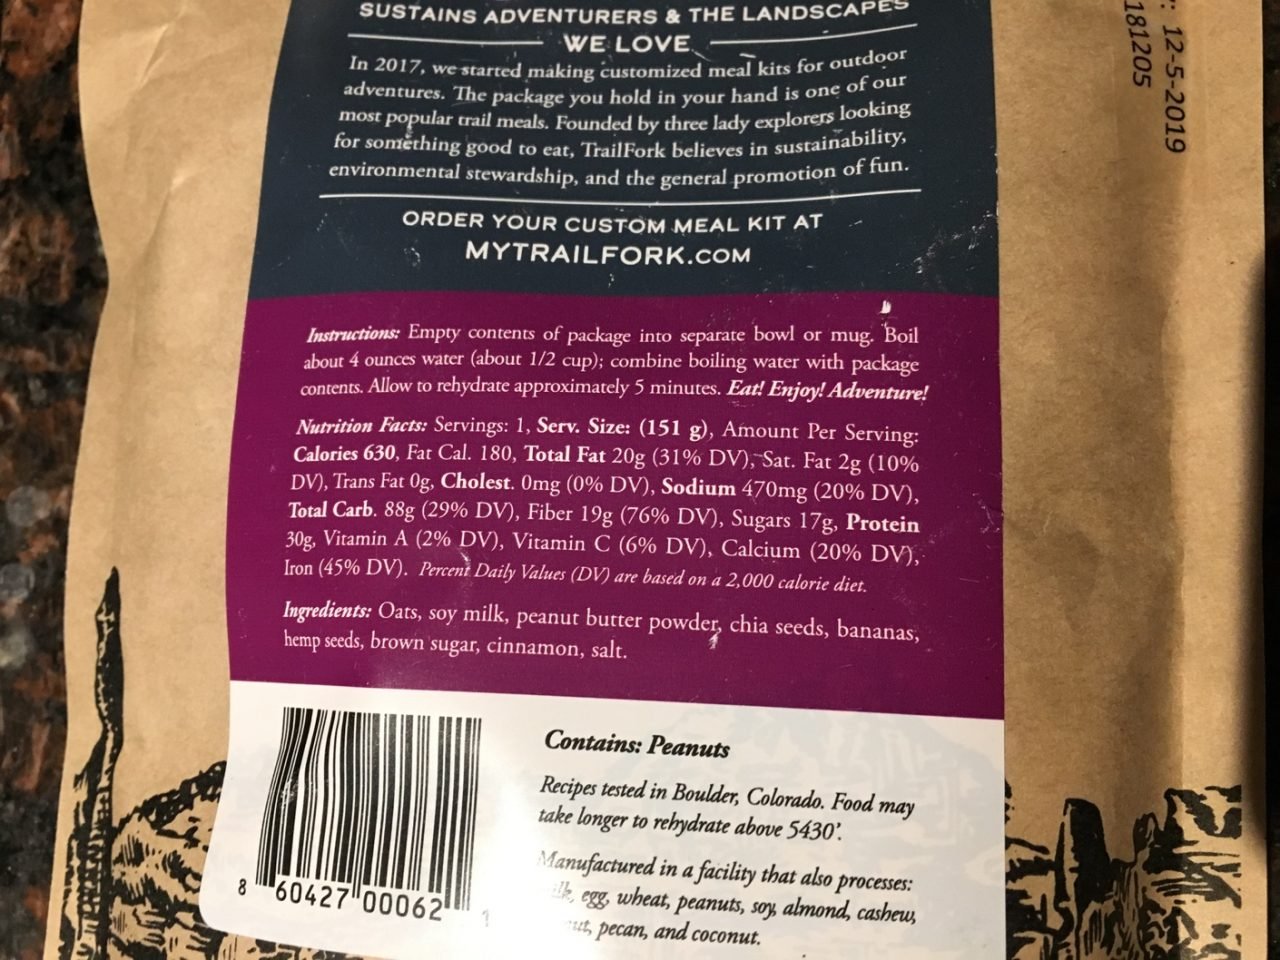 SUSTAINS ADVENTURERS & THE LANDSCAPES
WE LOVE
In 2017, we started making customized meal kits for outdoor
adventures. The package you hold in your hand is one of our
most popular trail meals. Founded by three lady explorers looking
for something good to eat, TrailFork believes in sustainability,
environmental stewardship, and the general promotion of fun.
ORDER YOUR CUSTOM MEAL KIT AT
MYTRAILFORK.COM
Instructions: Empty contents of package into separate bowl or mug. Boil
about 4 ounces water (about 1/2 cup); combine boiling water with package
contents. Allow to rehydrate approximately 5 minutes. Eat! Enjoy! Adventure!
Nutrition Facts: Servings: 1, Serv. Size: (151 g), Amount Per Serving:
Calories 630, Fat Cal. 180, Total Fat 20g (31% DV), Sat. Fat 2g (10%
DV), Trans Fat 0g, Cholest. 0mg (0% DV), Sodium 470mg (20% DV),
Total Carb. 88g (29% DV), Fiber 19g (76% DV), Sugars 17g, Protein
30g, Vitamin A (2% DV), Vitamin C (6% DV), Calcium (20% DV),
Iron (45% DV). Percent Daily Values (DV) are based on a 2,000 calorie diet.
Ingredients: Oats, soy milk, peanut butter powder, chia seeds, bananas,
hemp seeds, brown sugar, cinnamon, salt.
Contains: Peanuts
Recipes tested in Boulder, Colorado. Food may
take longer to rehydrate above 5430'.
Manufactured in a facility that also processes:
egg, wheat, peanuts, soy, almond, cashew,
pecan, and coconut.
8 60427 00062 1
12-5-2019
181205